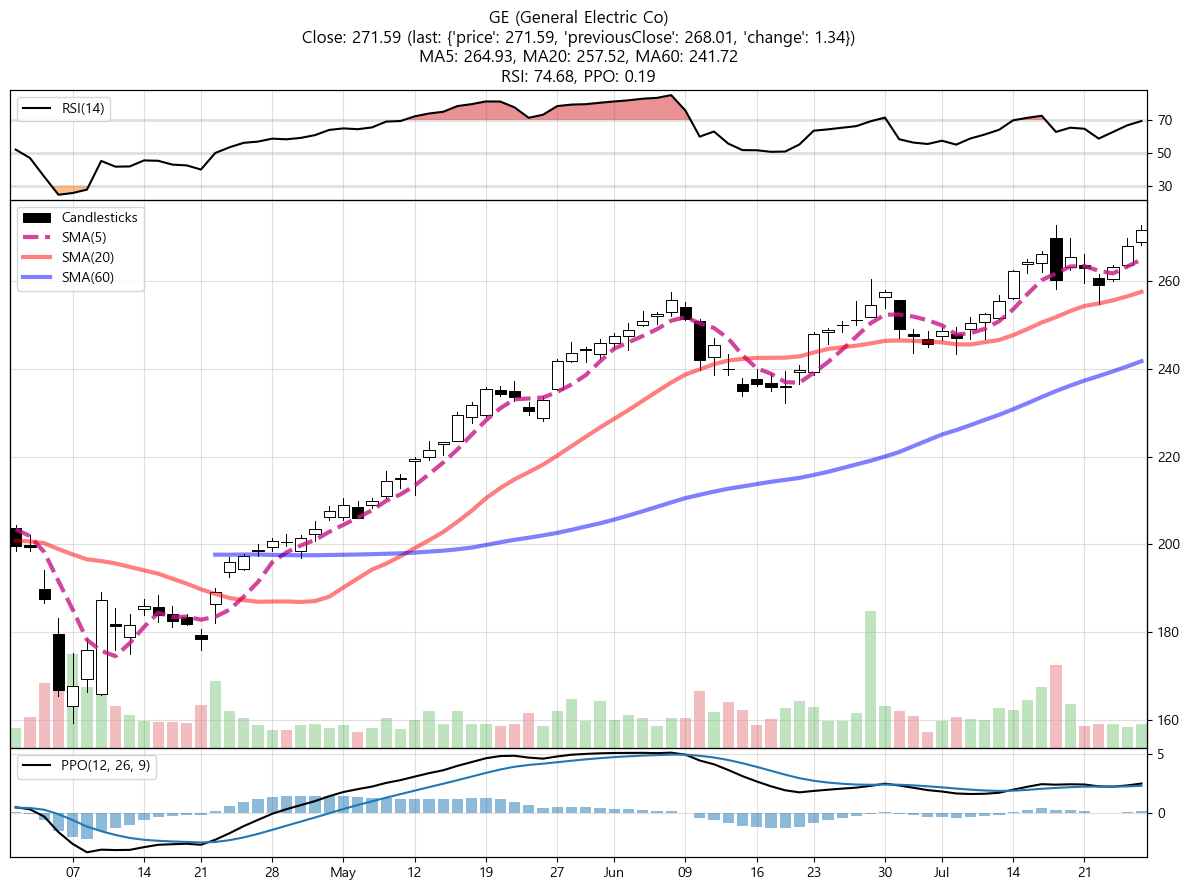 GE (General Electric Co)
Close: 271.59 (last: {'price': 271.59, 'previousClose': 268.01, 'change': 1.34})
MA5: 264.93, MA20: 257.52, MA60: 241.72
RSI: 74.68, PPO: 0.19
RSI(14)
70
50
30
Candlesticks
SMA(5)
SMA(20)
SMA(60)
260
240
220
200
180
160
PPO(12, 26, 9)
5
0
07 14 21 28 May 12 19 27 Jun 09 16 23 30 Jul 14 21